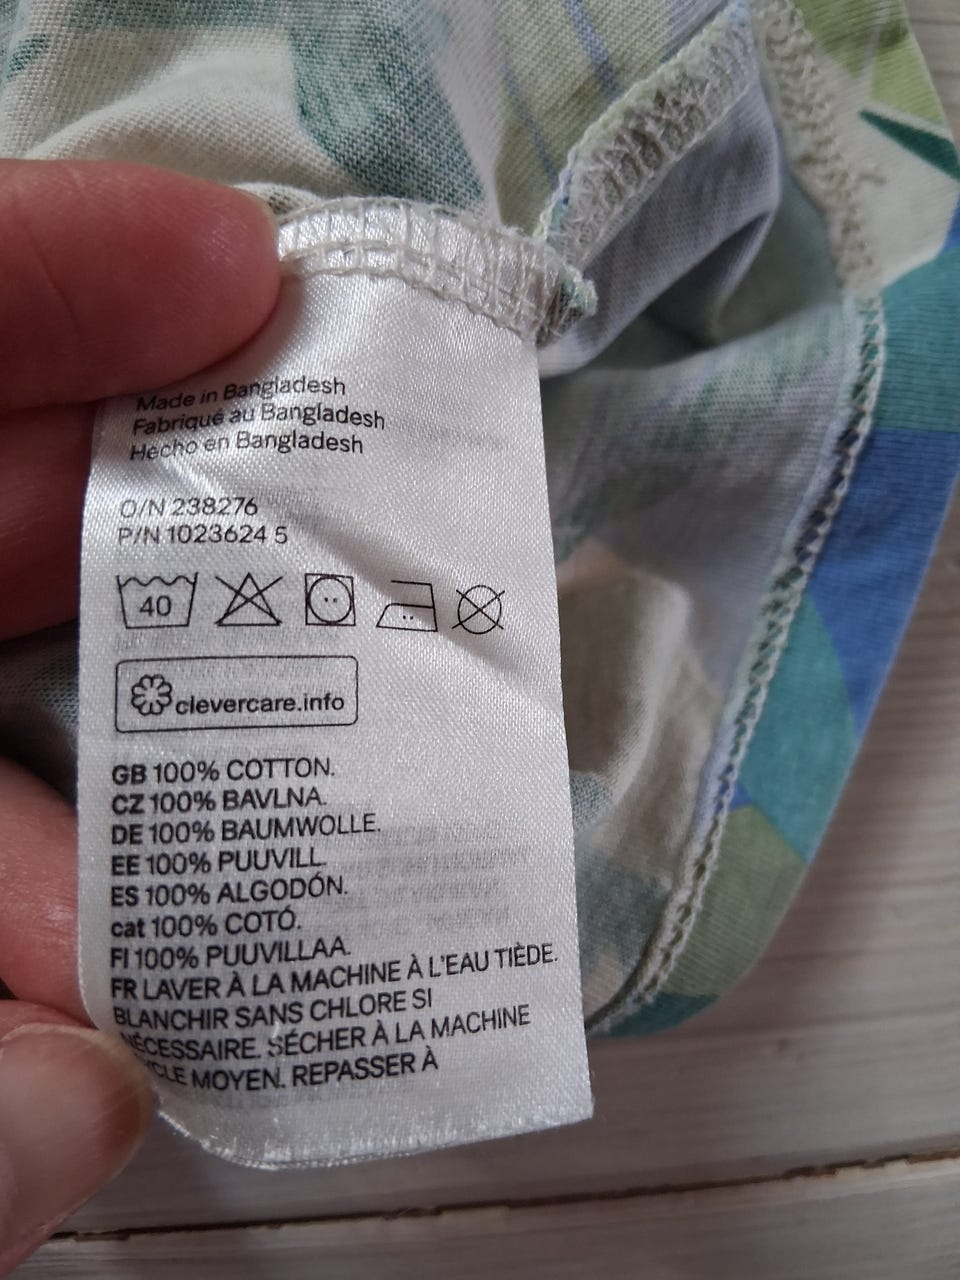 Made in Bangladesh
Fabriqué au Bangladesh
Hecho en Bangladesh
O/N 238276
P/N 1023624 5
40
clevercare.info
GB 100% COTTON.
CZ 100% BAVLNA.
DE 100% BAUMWOLLE.
EE 100% PUUVILL.
ES 100% ALGODÓN.
cat 100% COTÓ.
FI 100% PUUVILLAA.
FR LAVER À LA MACHINE À L'EAU TIÈDE.
BLANCHIR SANS CHLORE SI
NÉCESSAIRE. SÉCHER À LA MACHINE
MOYEN. REPASSER À